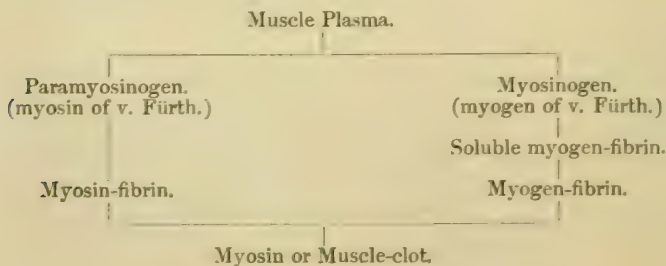 Muscle Plasma.
Paramyosinogen.
(myosin of v. Fürth.)
Myosinogen.
(myogen of v. Fürth.)
Soluble myogen-fibrin.
Myosin-fibrin.
Myogen-fibrin.
Myosin or Muscle-clot.